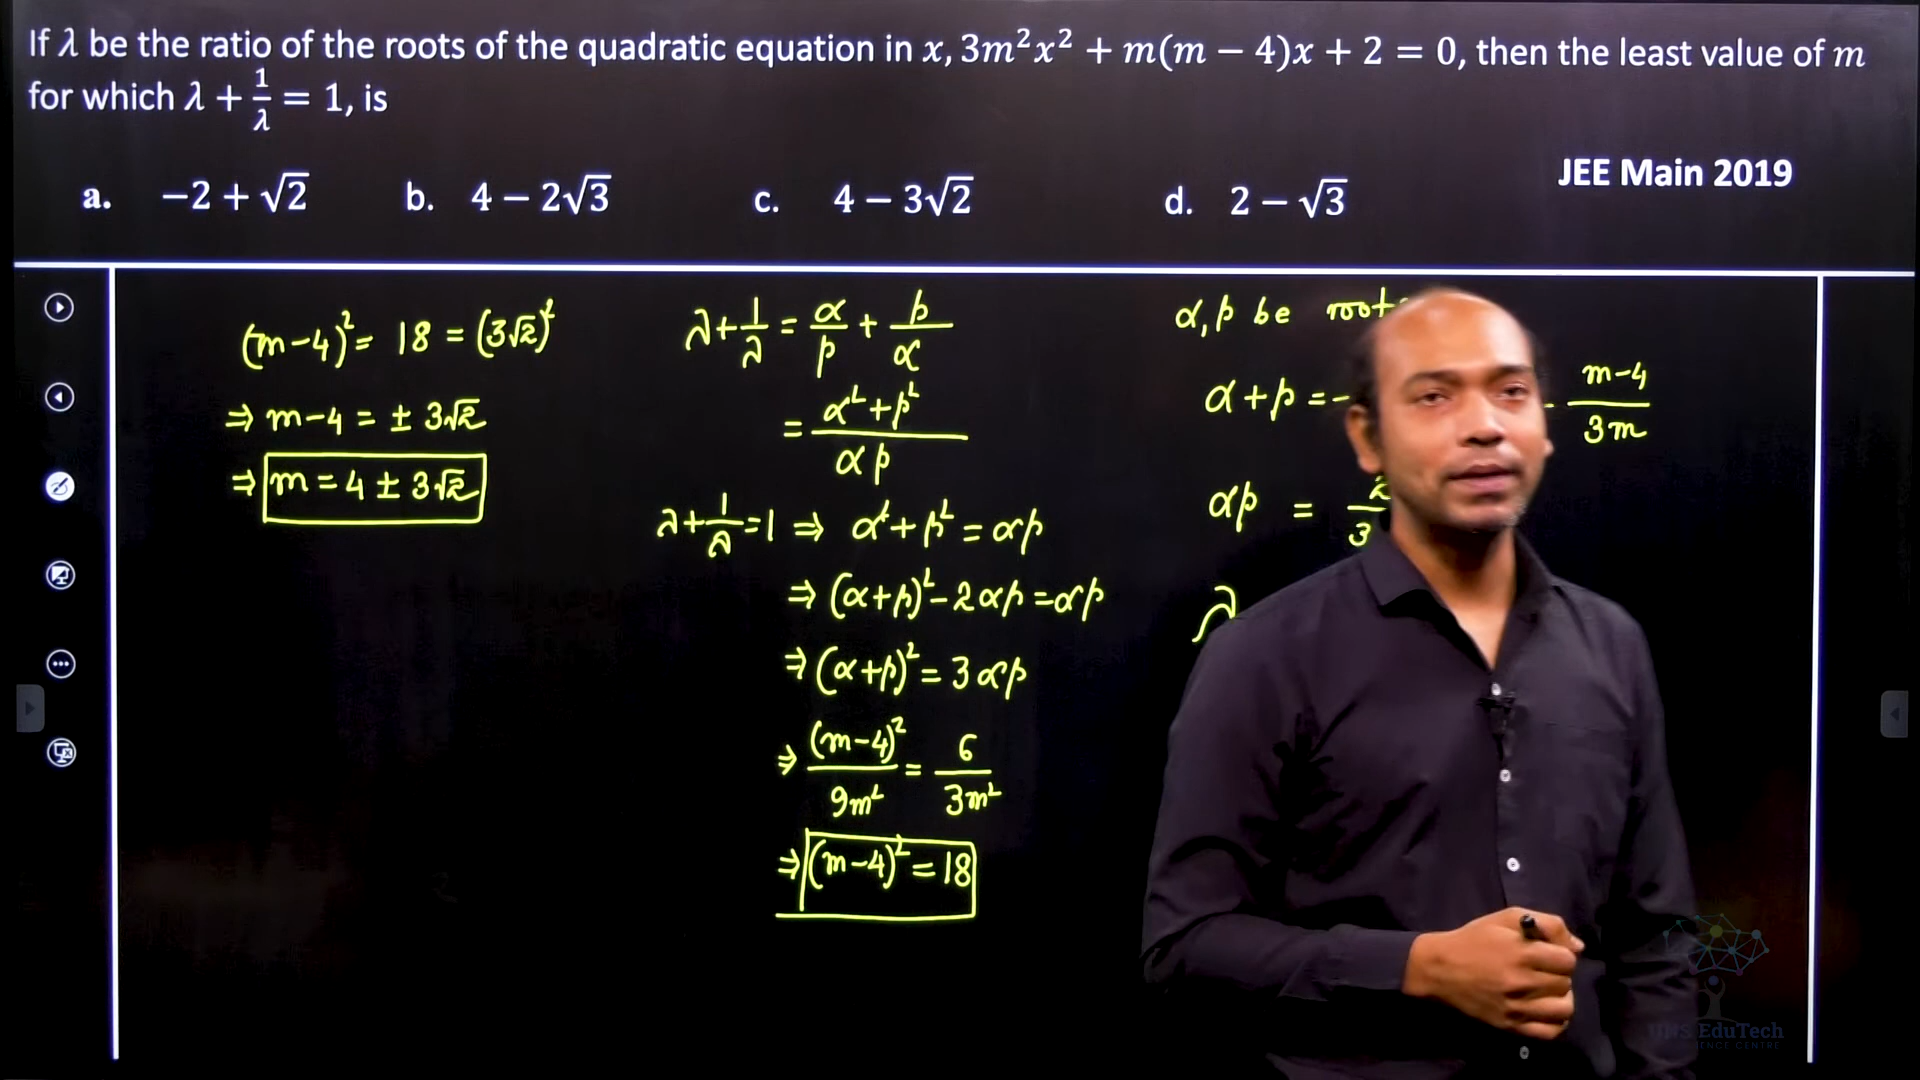 If λ be the ratio of the roots of the quadratic equation in x, 3m²x² + m(m − 4)x + 2 = 0, then the least value of m
for which λ + 1/λ = 1, is
JEE Main 2019
a. −2 + √2 b. 4 − 2√3 c. 4 − 3√2 d. 2 − √3
(m−4)² = 18 = (3√2)²
⇒ m−4 = ± 3√2
⇒ m = 4 ± 3√2
λ + 1/λ = α/β + β/α
= (α² + β²)/αβ
λ + 1/λ = 1 ⇒ α² + β² = αβ
⇒ (α+β)² − 2αβ = αβ
⇒ (α+β)² = 3αβ
⇒ (m−4)²/9m² = 6/3m²
⇒ (m−4)² = 18
α, β be root
α + β = − m−4/3m
αβ = 2/3
λ
EduTech